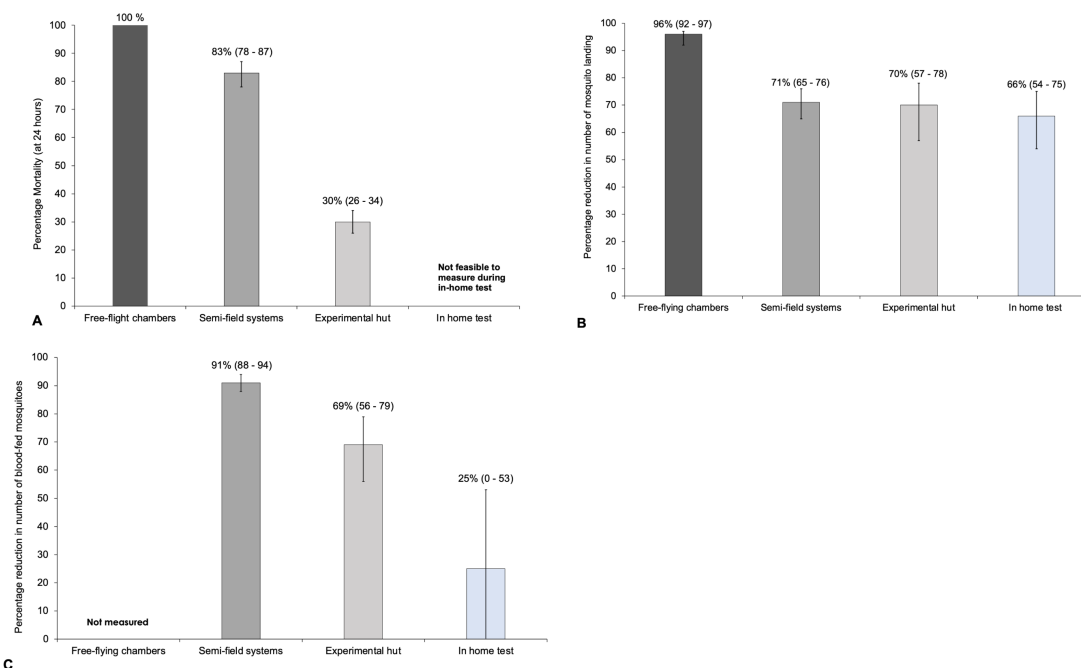 Percentage Mortality (at 24 hours)
100
90
80
70
60
50
40
30
20
10
0
100 %
83% (78 - 87)
30% (26 - 34)
Not feasible to
measure during
in-home test
Free-flight chambers
Semi-field systems
Experimental hut
In home test
A
Percentage reduction in number of mosquito landing
100
90
80
70
60
50
40
30
20
10
0
96% (92 - 97)
71% (65 - 76)
70% (57 - 78)
66% (54 - 75)
Free-flying chambers
Semi-field systems
Experimental hut
In home test
B
Percentage reduction in number of blood-fed mosquitoes
100
90
80
70
60
50
40
30
20
10
0
Not measured
91% (88 - 94)
69% (56 - 79)
25% (0 - 53)
Free-flying chambers
Semi-field systems
Experimental hut
In home test
C